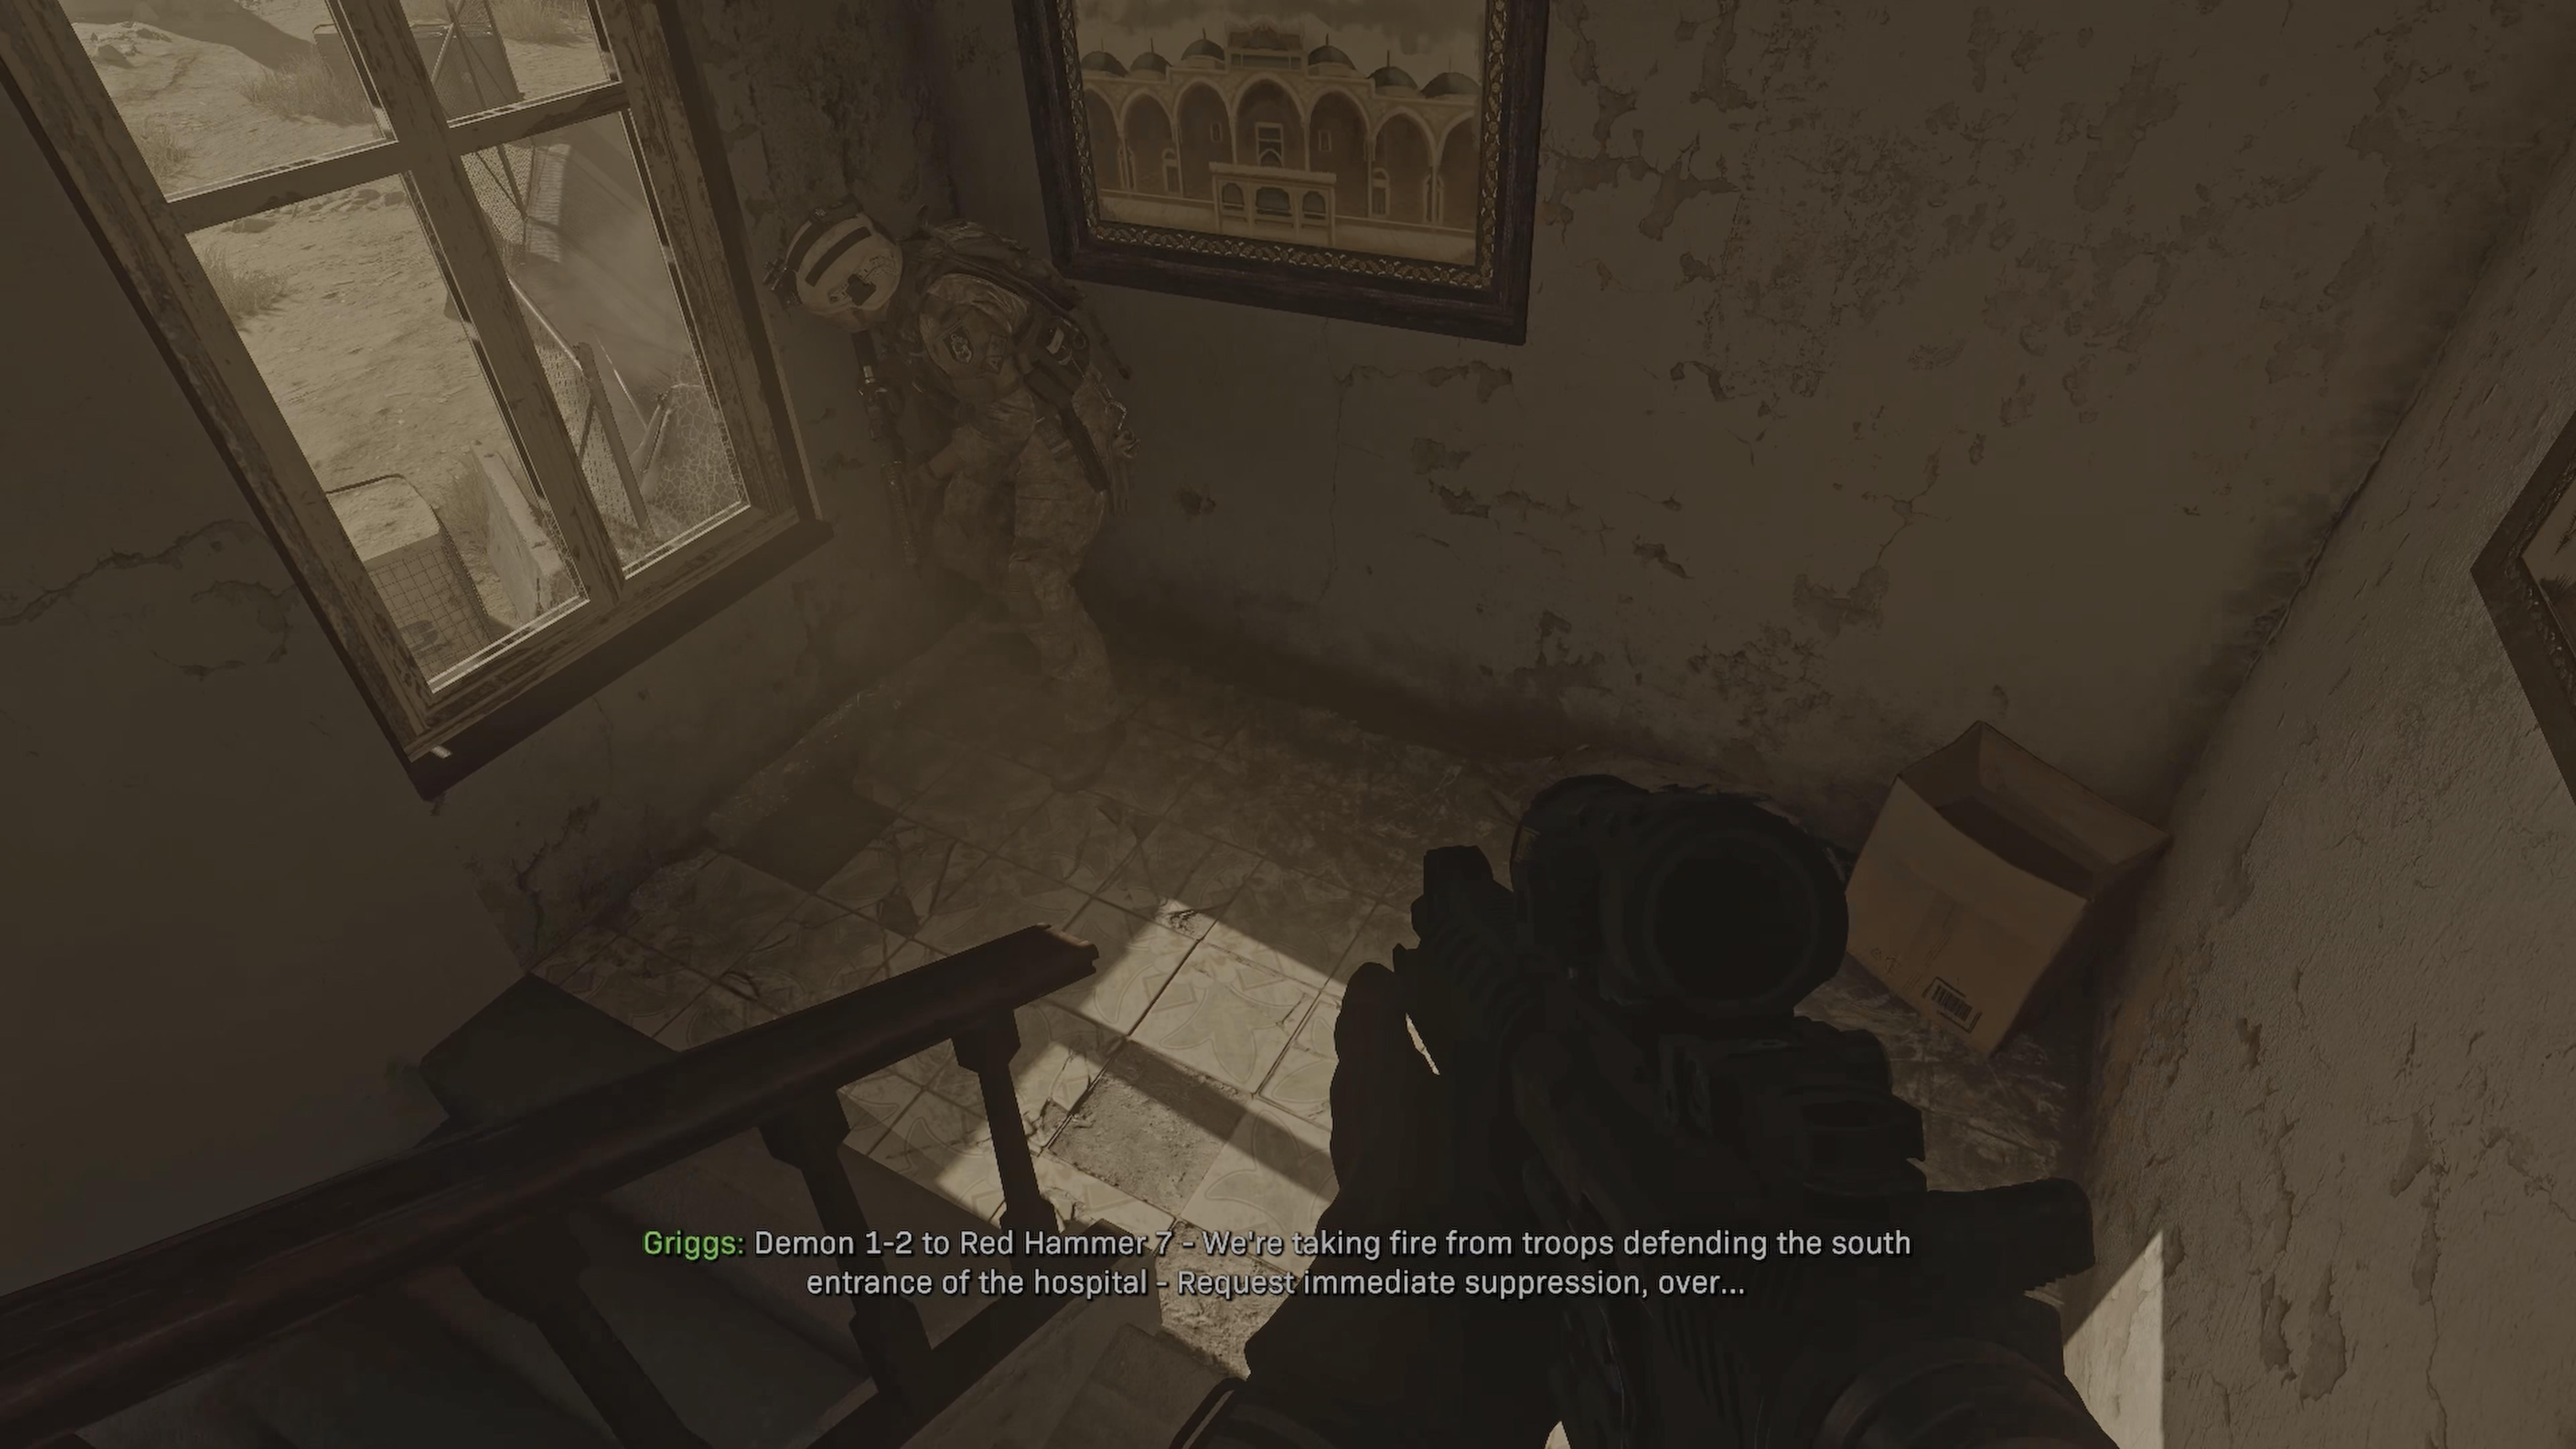 Griggs: Demon 1-2 to Red Hammer 7 - We're taking fire from troops defending the south
entrance of the hospital - Request immediate suppression, over...